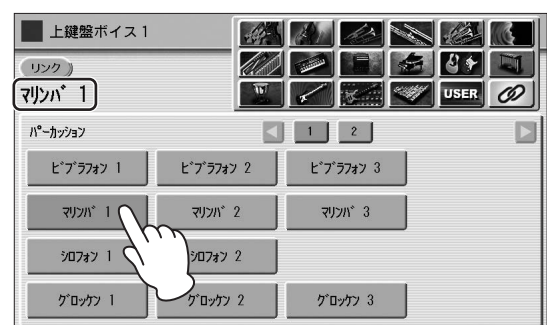 上鍵盤ボイス1
リンク
USER
マリンバ 1
パーカッション 1 2
ビブラフォン 1 ビブラフォン 2 ビブラフォン 3
マリンバ 1 マリンバ 2 マリンバ 3
シロフォン 1 シロフォン 2
グロッケン 1 グロッケン 2 グロッケン 3